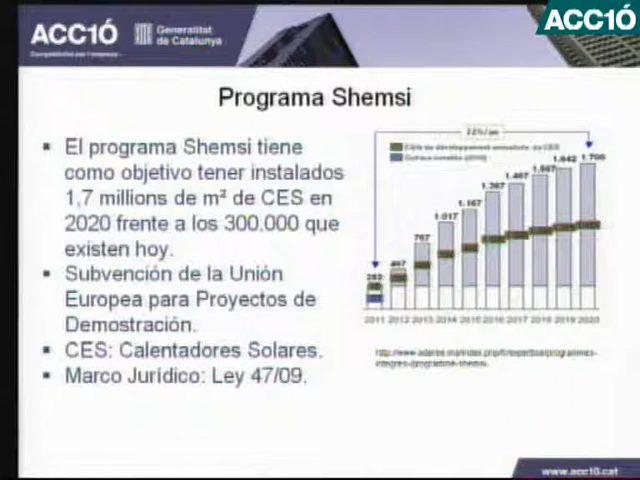 ACC1Ó
Generalitat
de Catalunya
ACC1Ó
Programa Shemsi
▪ El programa Shemsi tiene
como objetivo tener instalados
1,7 millions de m² de CES en
2020 frente a los 300.000 que
existen hoy.
▪ Subvención de la Unión
Europea para Proyectos de
Demostración.
▪ CES: Calentadores Solares.
▪ Marco Jurídico: Ley 47/09.
1.700
1.642
1.567
1.467
1.367
1.167
1.017
767
467
2011 2012 2013 2014 2015 2016 2017 2018 2019 2020
www.acc10.cat